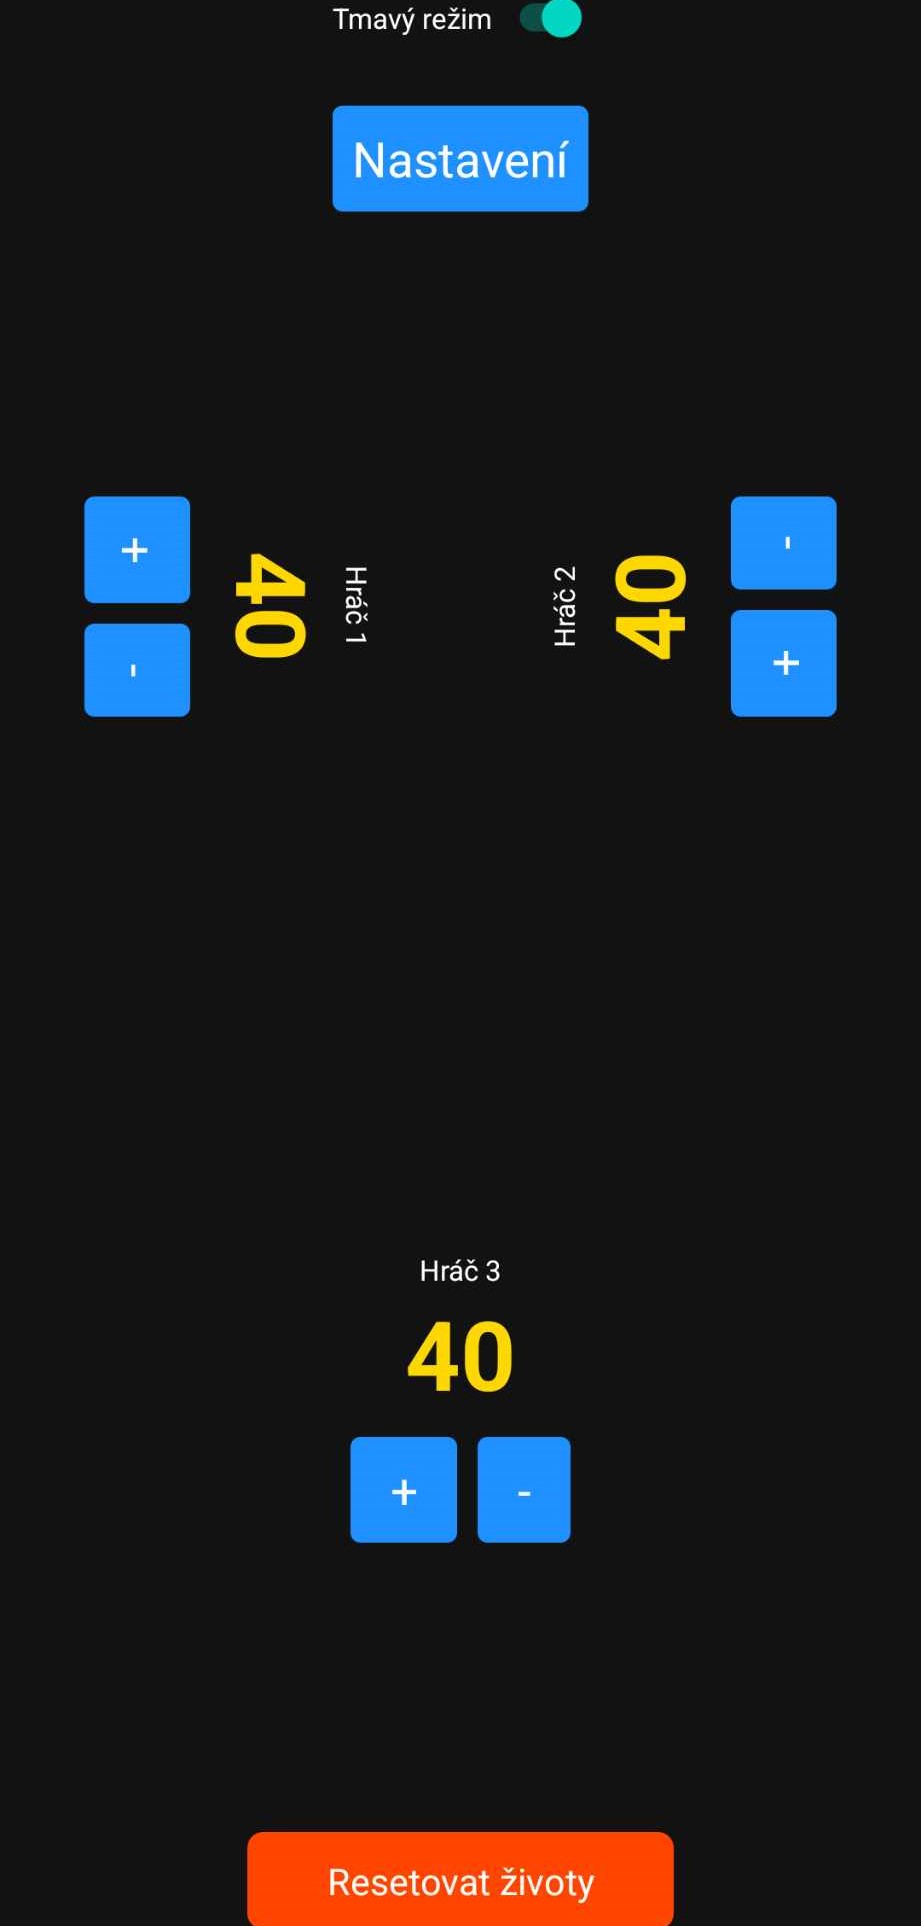 Tmavý režim
Nastavení
+
-
40
Hráč 1
Hráč 2
40
-
+
Hráč 3
40
+ -
Resetovat životy